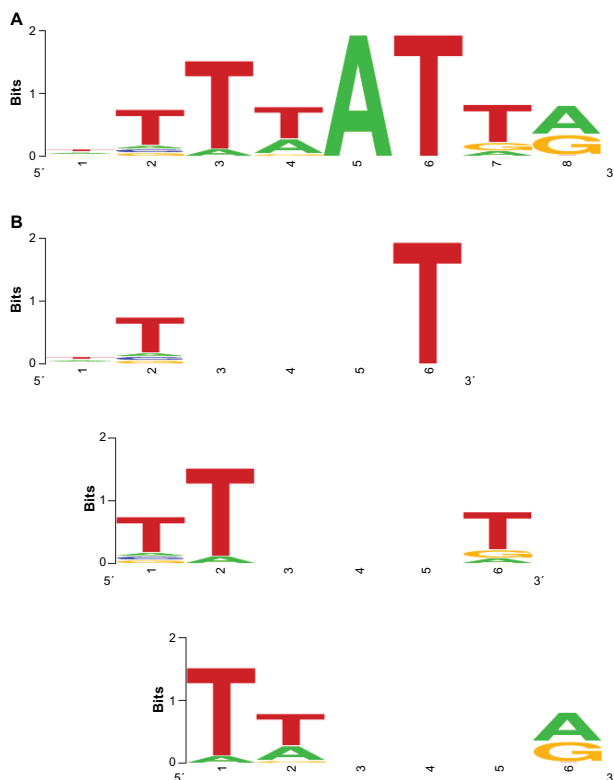 A
2
Bits
1
0
5´ 1 2 3 4 5 6 7 8 3
T T T T A T T A
A A G G
A
B
2
Bits
1
0
5´ 1 2 3 4 5 6 3´
T T T
2
Bits
1
0
5´ 1 2 3 4 5 6 3´
T T T
A G
A
2
Bits
1
0
5´ 1 2 3 4 5 6 3
T T A
A A G